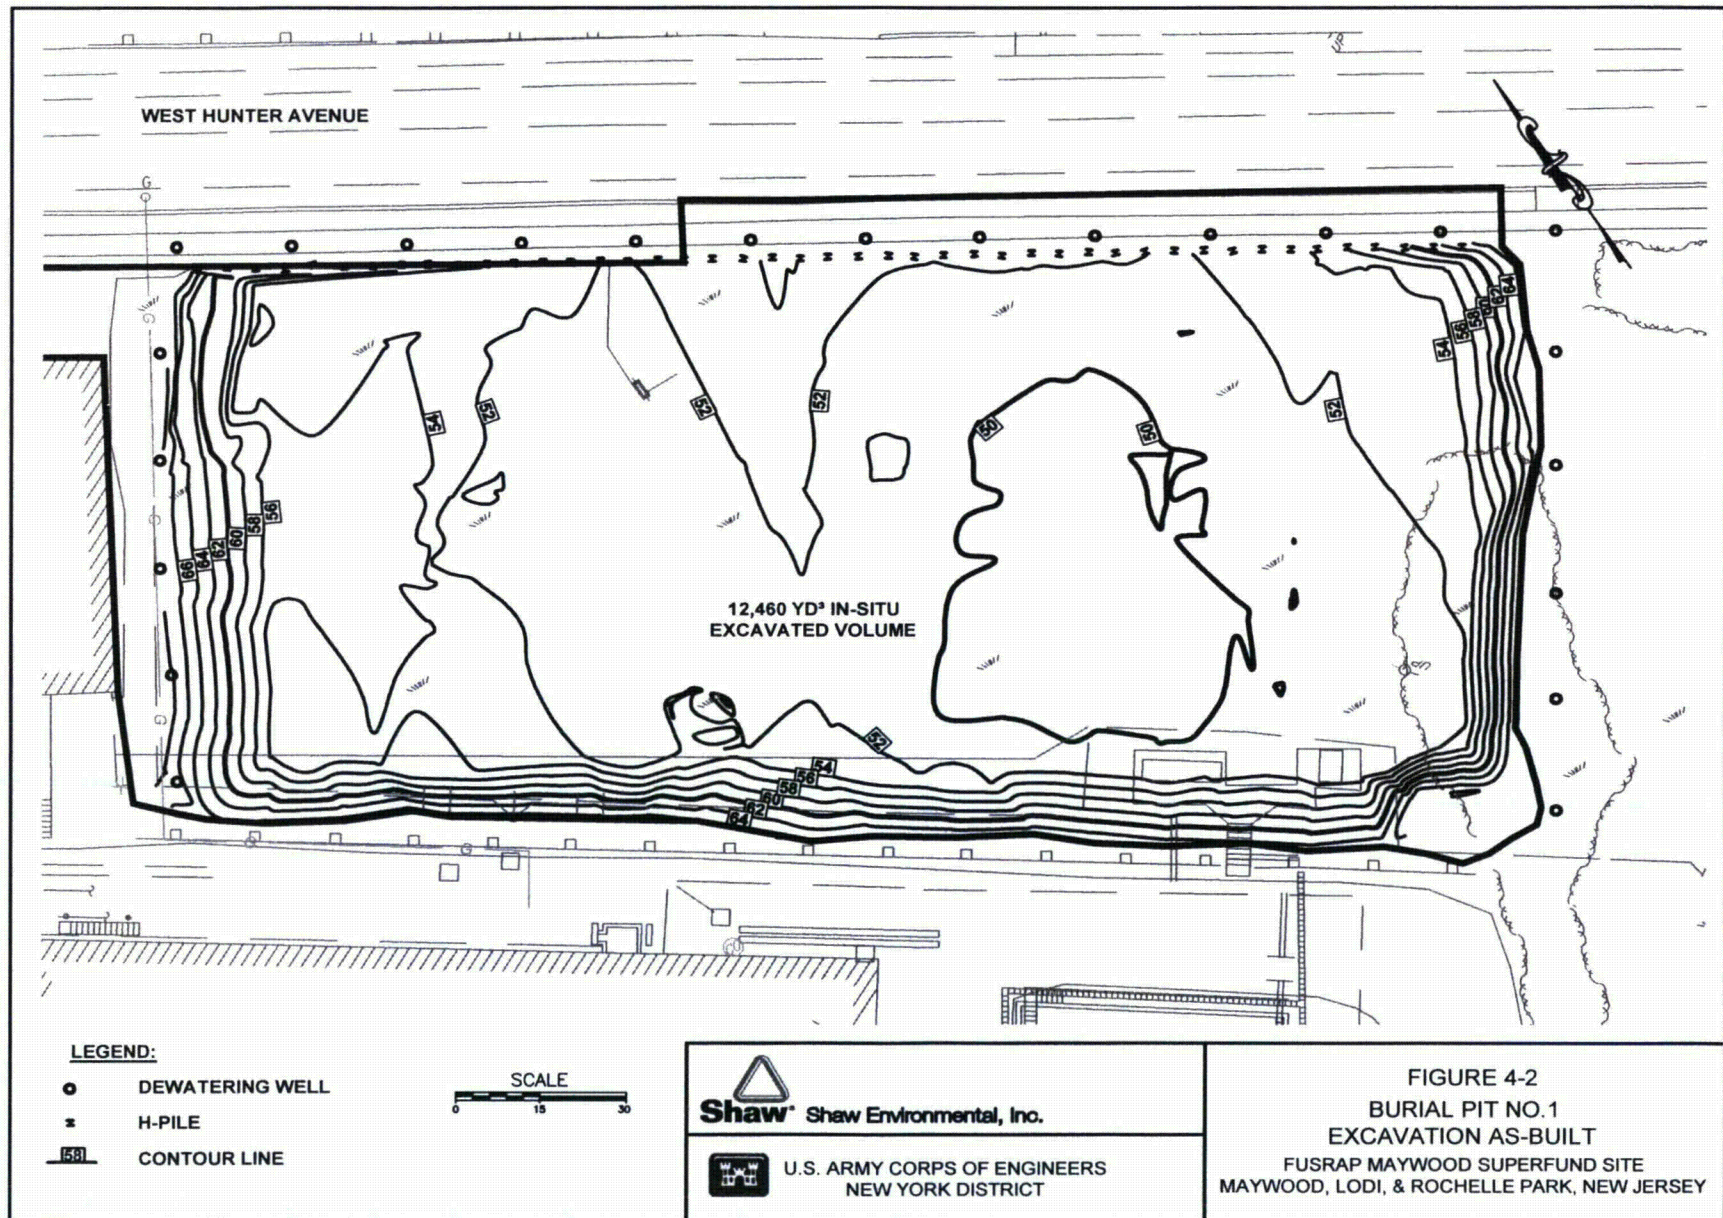 WEST HUNTER AVENUE
G
G
G
G
G
64
62
60
58
56
54
54
52
52
52
50
50
52
56
58
60
62
64
66
12,460 YD³ IN-SITU
EXCAVATED VOLUME
52
54
56
58
60
62
64
LEGEND:
DEWATERING WELL
H-PILE
58 CONTOUR LINE
SCALE
0 15 30
Shaw Shaw Environmental, Inc.
U.S. ARMY CORPS OF ENGINEERS
NEW YORK DISTRICT
FIGURE 4-2
BURIAL PIT NO.1
EXCAVATION AS-BUILT
FUSRAP MAYWOOD SUPERFUND SITE
MAYWOOD, LODI, & ROCHELLE PARK, NEW JERSEY